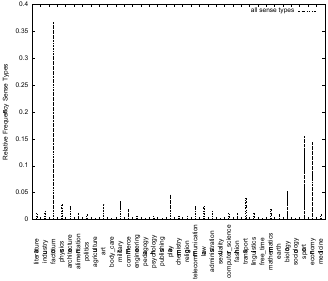 0.4
all sense types
0.35
0.3
0.25
0.2
0.15
0.1
0.05
0
Relative Frequency Sense Types
literature
history
factotum
physics
architecture
alimentation
politics
agriculture
art
body_care
military
commerce
engineering
pedagogy
psychology
publishing
play
chemistry
religion
telecommunication
law
administration
sexuality
computer_science
fashion
transport
linguistics
free_time
mathematics
earth
biology
sociology
sport
economy
medicine